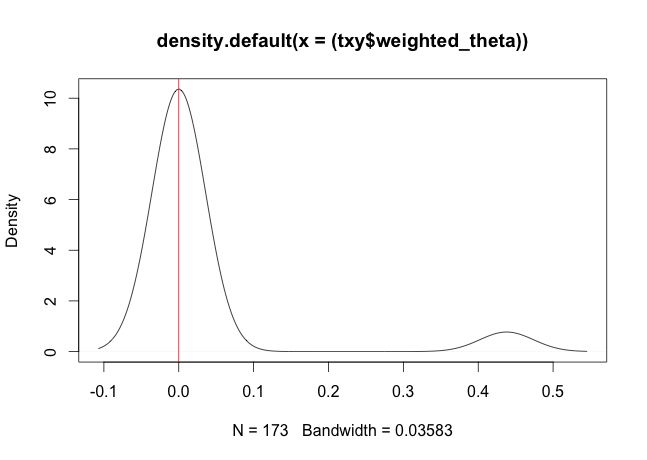 density.default(x = (txy$weighted_theta))
Density
10
8
6
4
2
0
-0.1 0.0 0.1 0.2 0.3 0.4 0.5
N = 173 Bandwidth = 0.03583